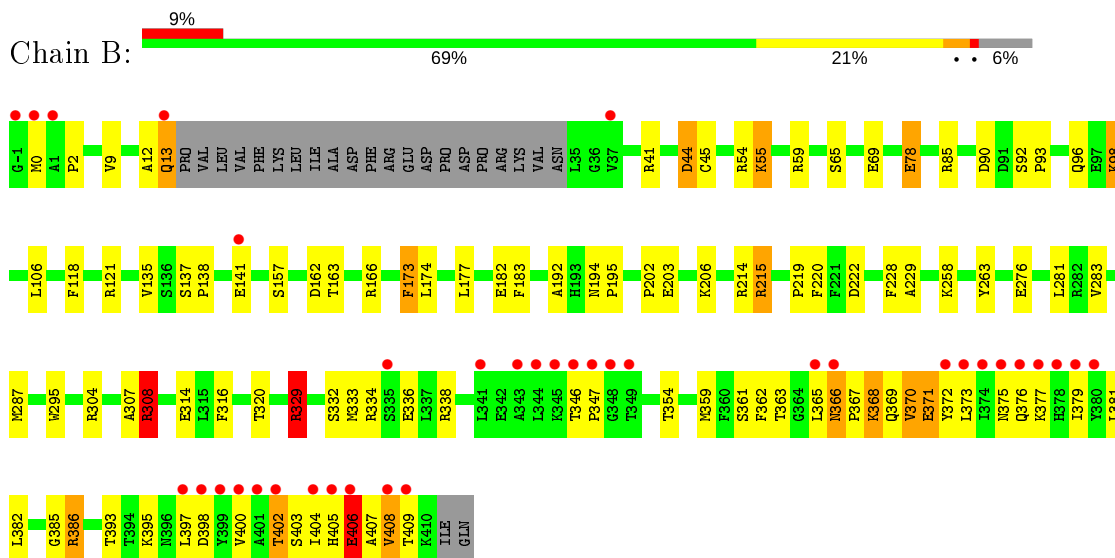 9%
Chain B:
69% 21% • • 6%
G-1 M0 A1 P2 V9 A12 Q13 PRO VAL LEU VAL PHE LYS LEU ILE ALA ASP PHE ARG GLU ASP PRO ASP PRO ARG LYS VAL ASN L35 G36 V37 R41 D44 C45 R54 K55 R59 S65 E69 E78 R85 D90 D91 S92 P93 Q96 E97 K98
L106 F118 R121 V135 S136 S137 P138 E141 S157 D162 T163 R166 F173 L174 L177 E182 F183 A192 H193 N194 P195 P202 E203 K206 R214 R215 P219 F220 F221 D222 F228 A229 K258 Y263 E276 L281 R282 V283
M287 W295 R304 A307 R308 E314 L315 F316 T320 R329 S332 M333 R334 S335 E336 L337 R338 L341 E342 A343 L344 K345 T346 P347 G348 T349 T354 M359 F360 S361 F362 T363 G364 L365 N366 P367 K368 Q369 V370 E371 Y372 L373 I374 N375 Q376 K377 H378 I379 Y380 L381
L382 G385 R386 T393 T394 K395 N396 L397 D398 Y399 V400 A401 T402 S403 I404 H405 E406 A407 V408 T409 K410 ILE GLN